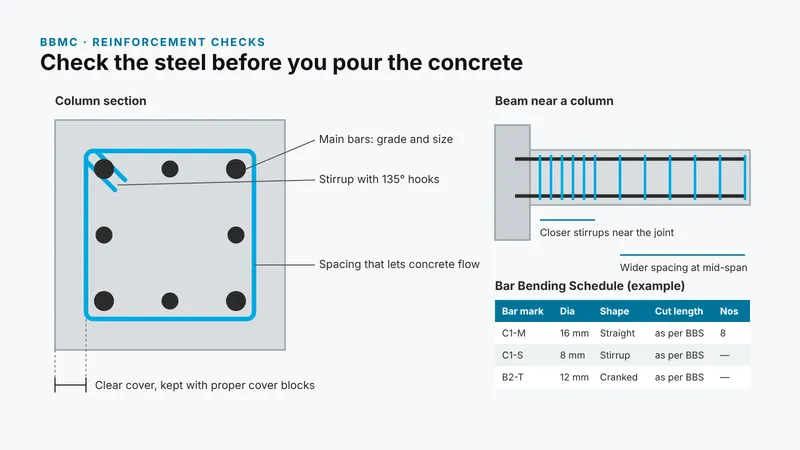 BBMC · REINFORCEMENT CHECKS
Check the steel before you pour the concrete
Column section
Main bars: grade and size
Stirrup with 135° hooks
Spacing that lets concrete flow
Clear cover, kept with proper cover blocks
Beam near a column
Closer stirrups near the joint
Wider spacing at mid-span
Bar Bending Schedule (example)
Bar mark Dia Shape Cut length Nos
C1-M 16 mm Straight as per BBS 8
C1-S 8 mm Stirrup as per BBS —
B2-T 12 mm Cranked as per BBS —